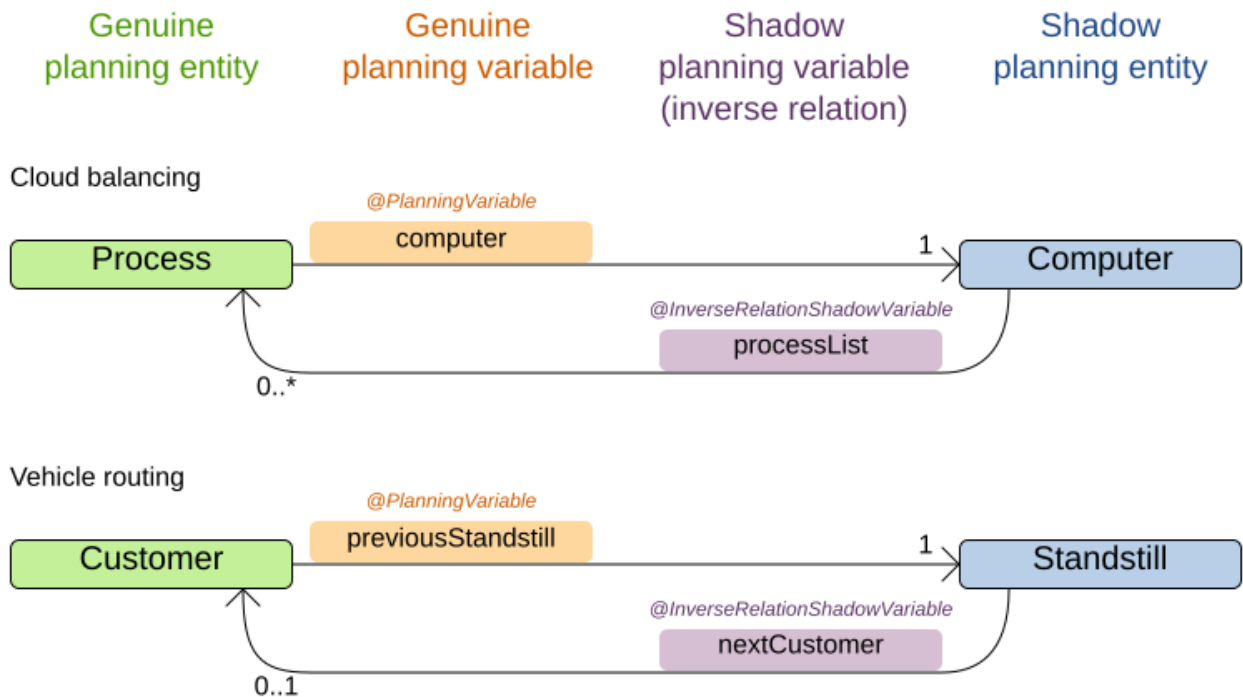 Genuine
planning entity
Genuine
planning variable
Shadow
planning variable
(inverse relation)
Shadow
planning entity
Cloud balancing
@PlanningVariable
computer
Process
1
Computer
@InverseRelationShadowVariable
processList
0..*
Vehicle routing
@PlanningVariable
previousStandstill
Customer
1
Standstill
@InverseRelationShadowVariable
nextCustomer
0..1